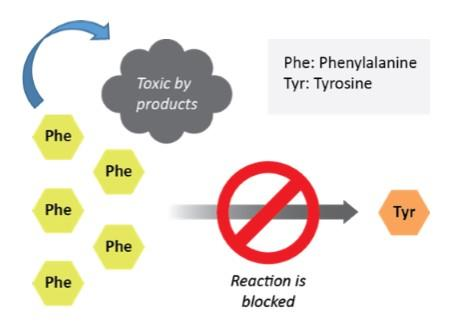 Toxic by
products
Phe: Phenylalanine
Tyr: Tyrosine
Phe
Phe
Phe
Phe
Phe
Tyr
Reaction is
blocked